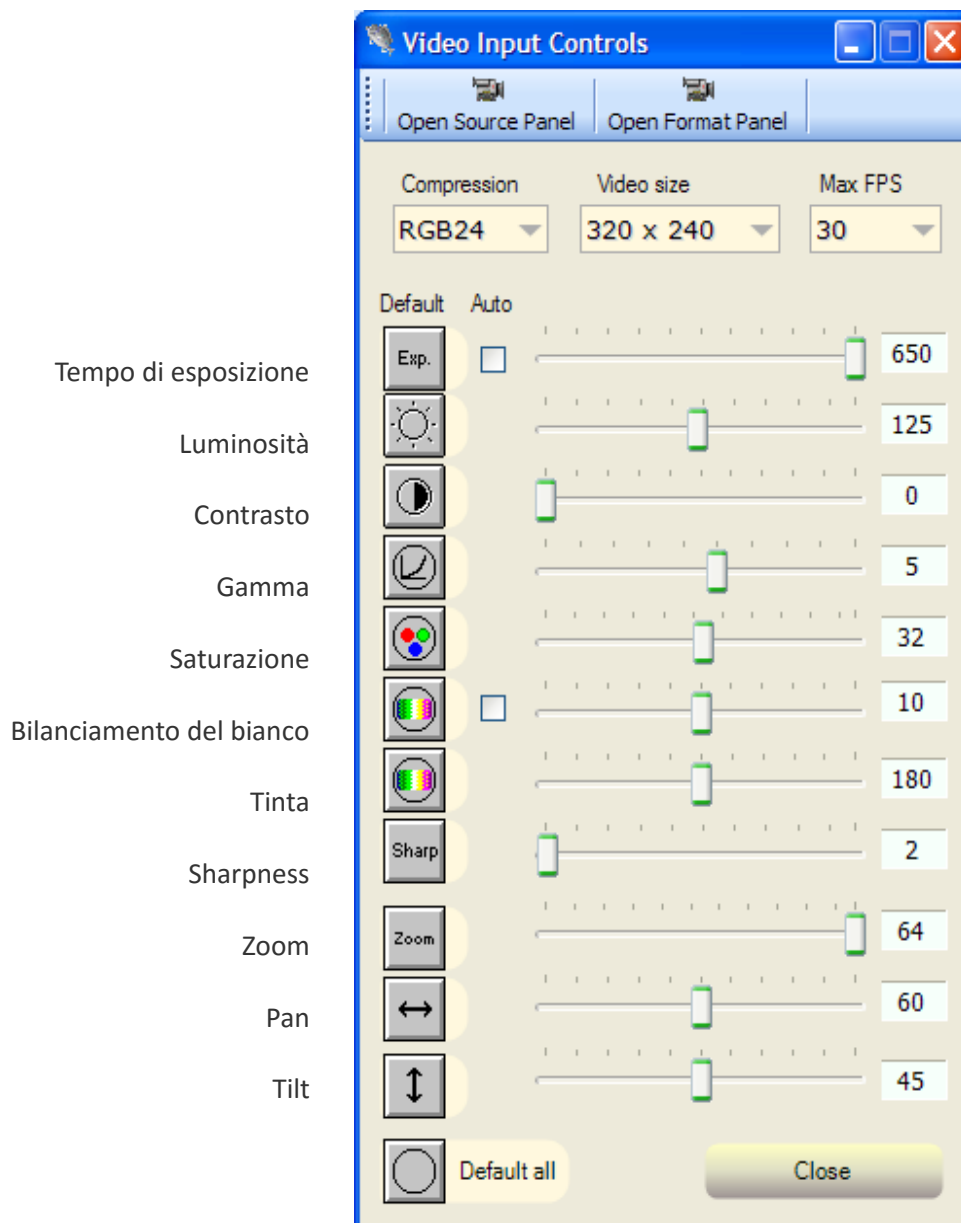 Video Input Controls
Open Source Panel Open Format Panel
Compression Video size Max FPS
RGB24 320 x 240 30
Default Auto
Tempo di esposizione Exp. 650
Luminosità 125
Contrasto 0
Gamma 5
Saturazione 32
Bilanciamento del bianco 10
Tinta 180
Sharpness Sharp 2
Zoom Zoom 64
Pan 60
Tilt 45
Default all Close